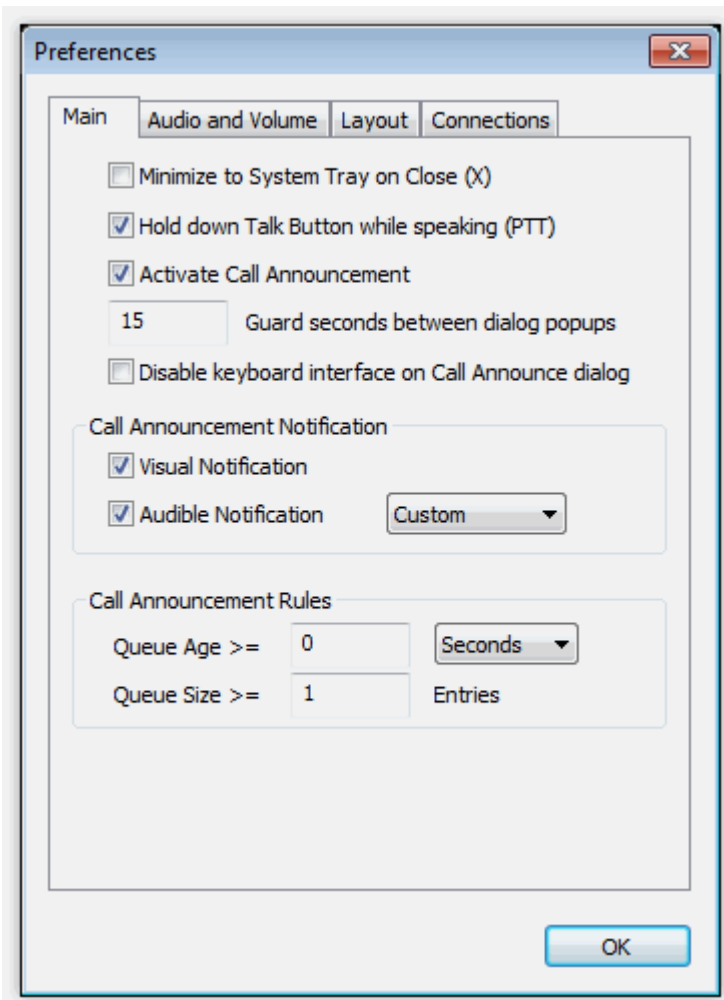 Preferences
Main Audio and Volume Layout Connections
Minimize to System Tray on Close (X)
Hold down Talk Button while speaking (PTT)
Activate Call Announcement
15 Guard seconds between dialog popups
Disable keyboard interface on Call Announce dialog
Call Announcement Notification
Visual Notification
Audible Notification Custom
Call Announcement Rules
Queue Age >= 0 Seconds
Queue Size >= 1 Entries
OK